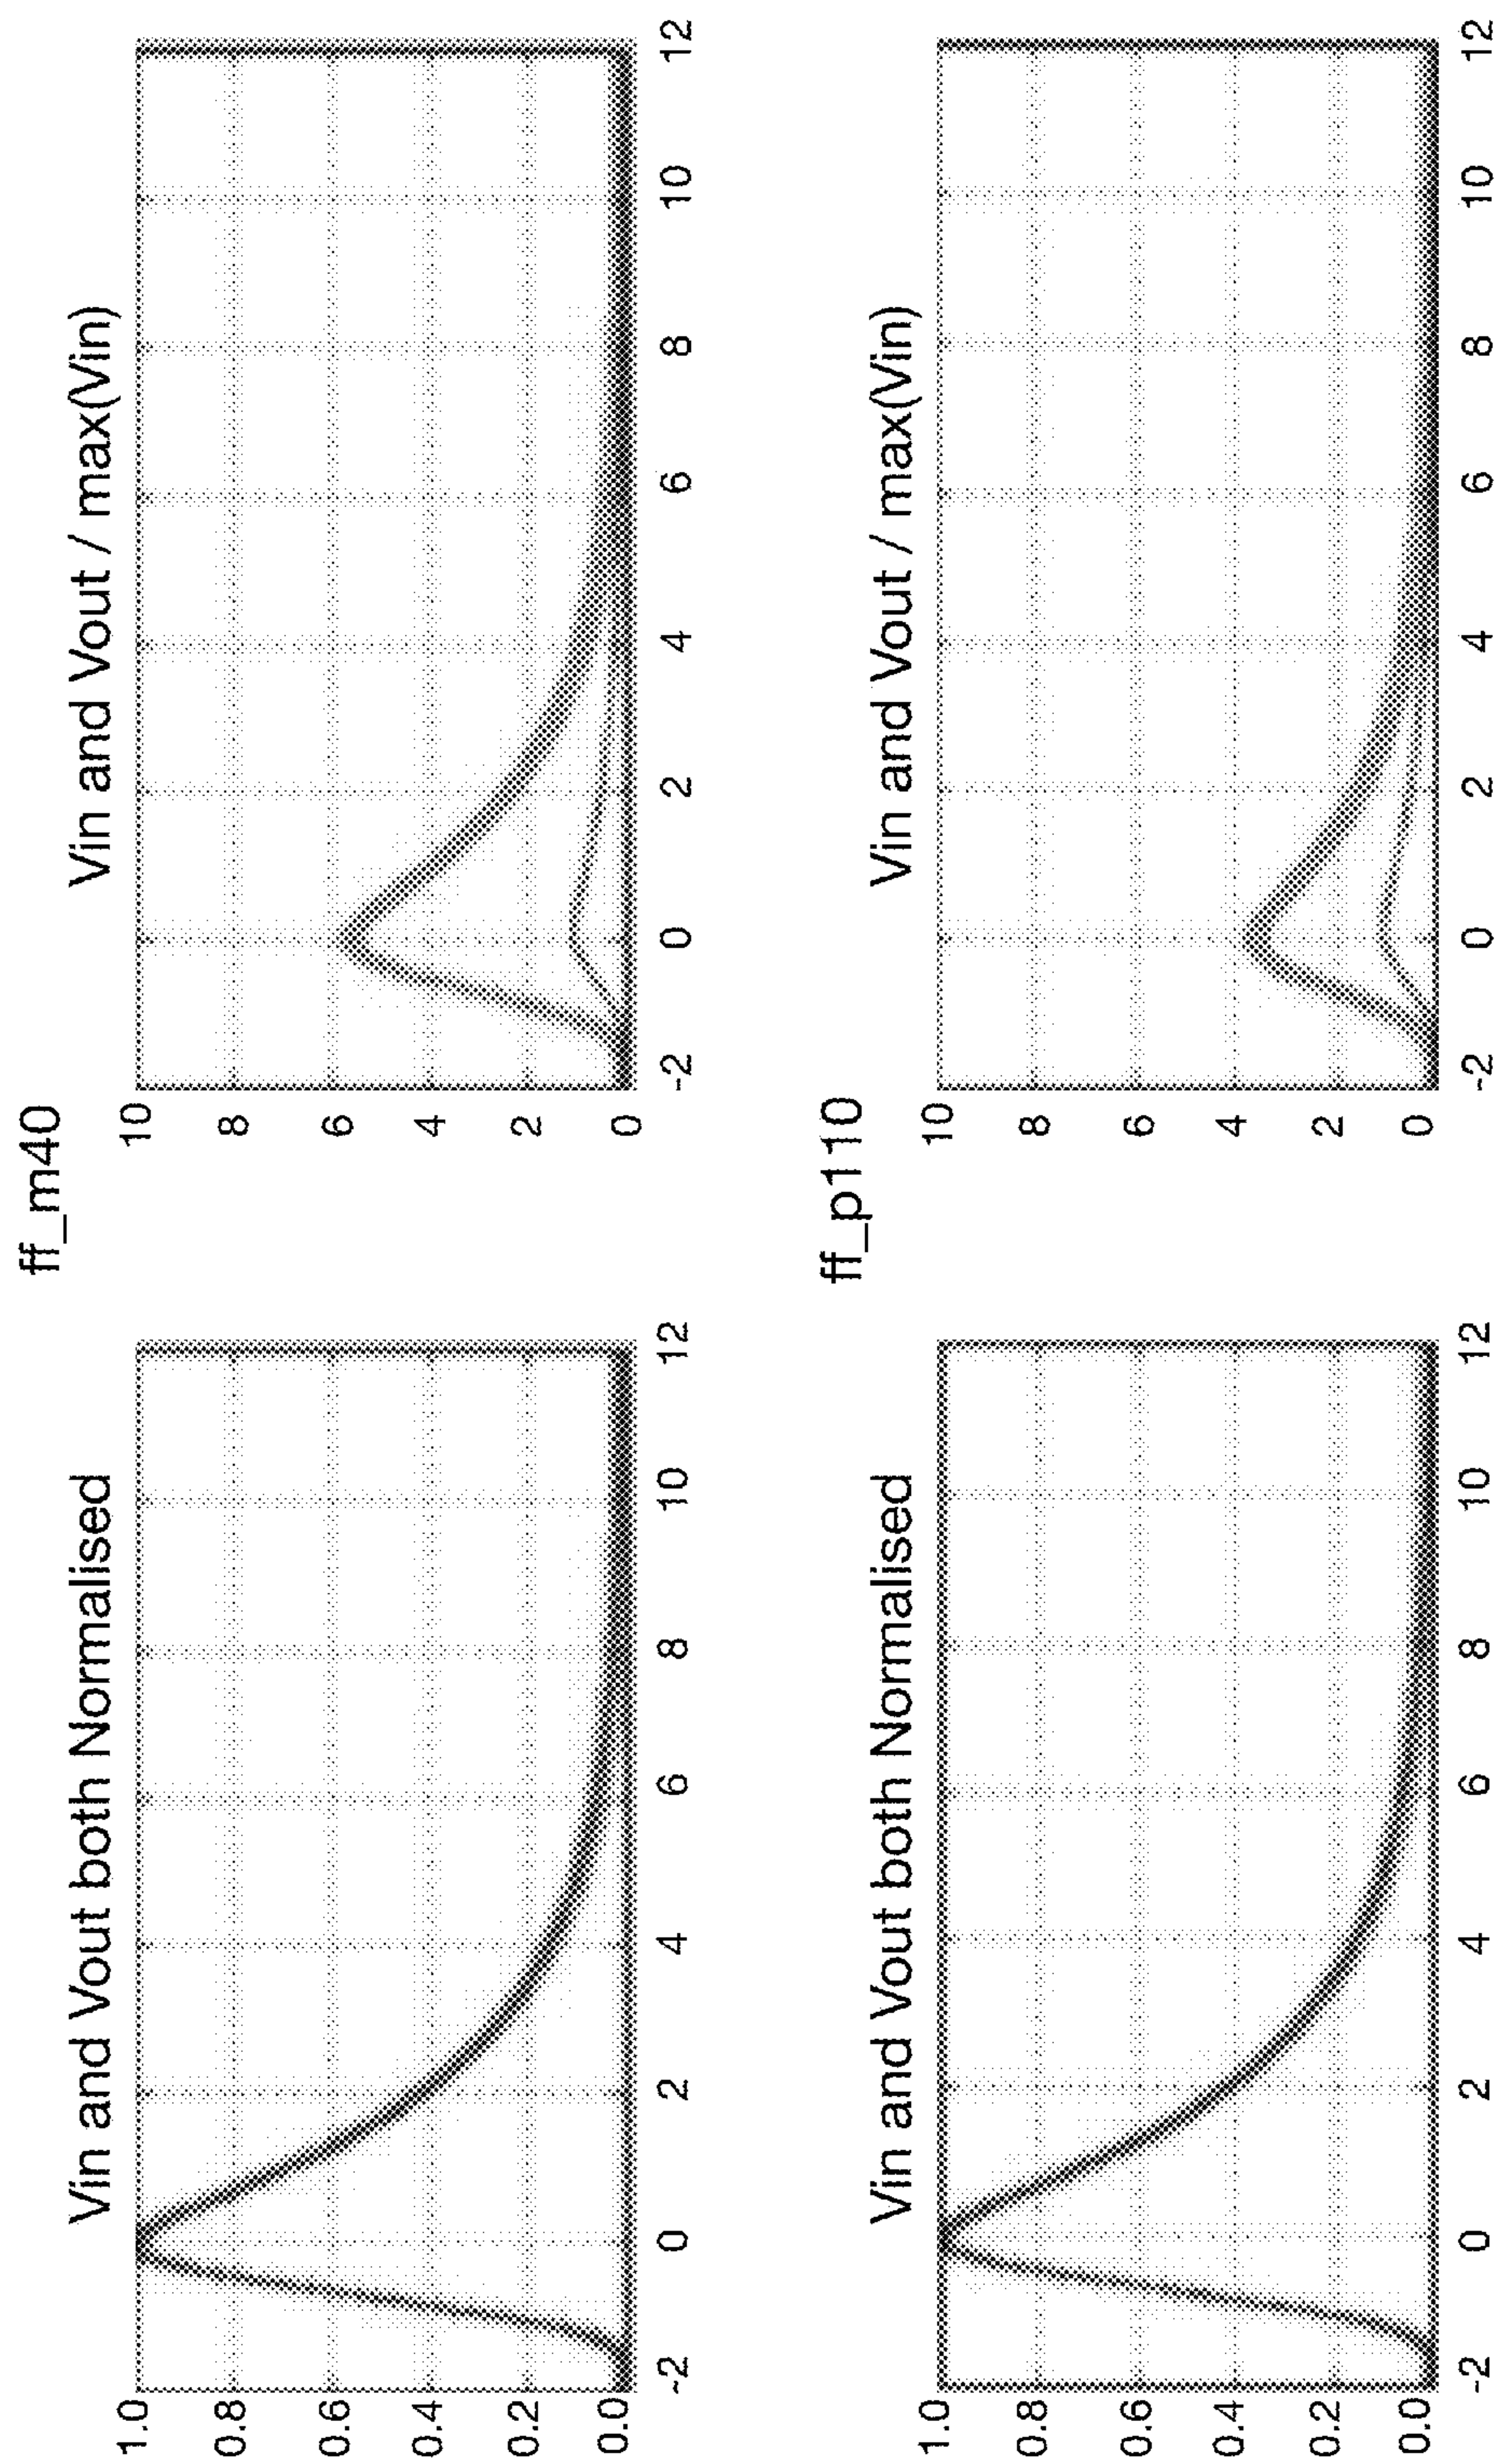 ff_m40
Vin and Vout both Normalised
1.0
0.8
0.6
0.4
0.2
0.0
-2 0 2 4 6 8 10 12
Vin and Vout / max(Vin)
10
8
6
4
2
0
-2 0 2 4 6 8 10 12
ff_p110
Vin and Vout both Normalised
1.0
0.8
0.6
0.4
0.2
0.0
-2 0 2 4 6 8 10 12
Vin and Vout / max(Vin)
10
8
6
4
2
0
-2 0 2 4 6 8 10 12